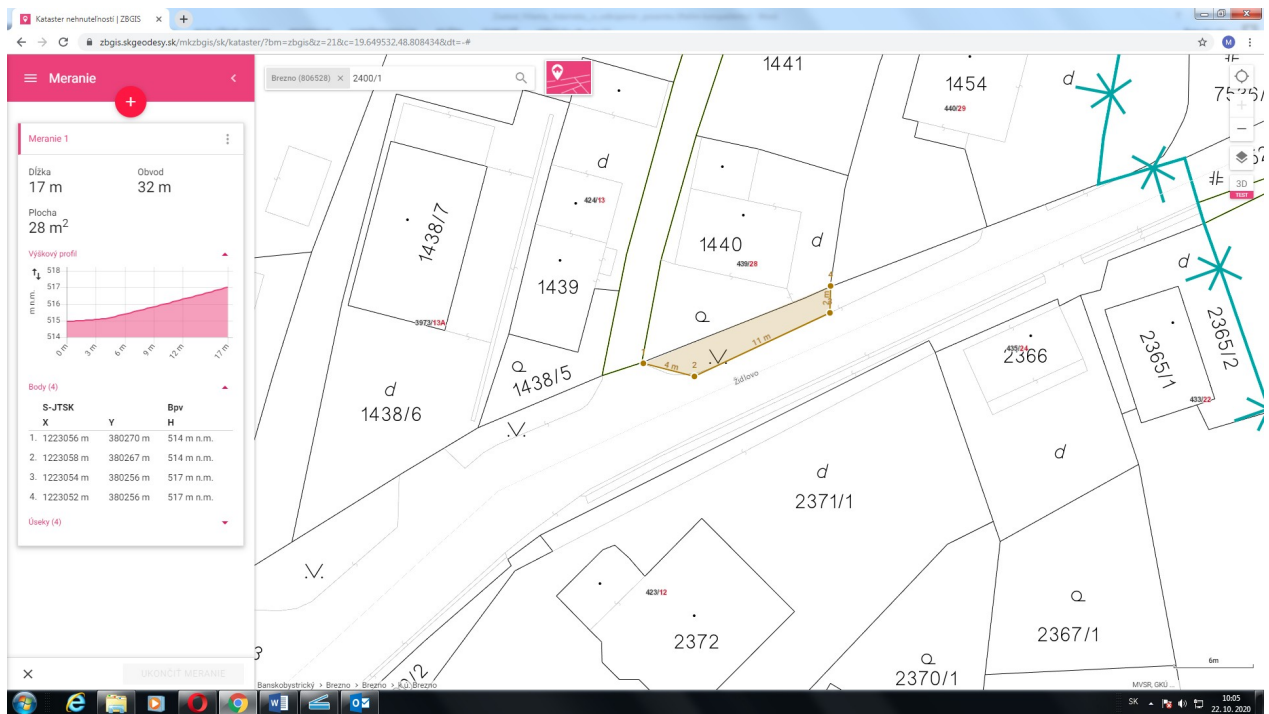 Kataster nehnuteľností | ZBGIS
zbgis.skgeodesy.sk/mkzbgis/sk/kataster/?bm=zbgis&z=21&c=19.649532,48.808434&dt=-#
M
Meranie
Brezno (806528) × 2400/1
Meranie 1
Dĺžka
17 m
Obvod
32 m
Plocha
28 m²
Výškový profil
m n.m.
518
517
516
515
514
0 m
3 m
6 m
9 m
12 m
17 m
Body (4)
S-JTSK Bpv
X Y H
1. 1223056 m 380270 m 514 m n.m.
2. 1223058 m 380267 m 514 m n.m.
3. 1223054 m 380256 m 517 m n.m.
4. 1223052 m 380256 m 517 m n.m.
Úseky (4)
UKONČIŤ MERANIE
1441
1454
440/29
d
3D
TEST
1438/7
d
424/13
1439
3973/13A
1440
439/28
d
4
2 m
11 m
4 m
2
1
Židlovo
1438/5
d
1438/6
435/24
2366
d
2365/1
2365/2
433/22
d
d
2371/1
423/12
2372
2367/1
2370/1
6m
Banskobystrický > Brezno > Brezno > k.ú. Brezno
MVSR, GKÚ ...
SK
10:05
22. 10. 2020